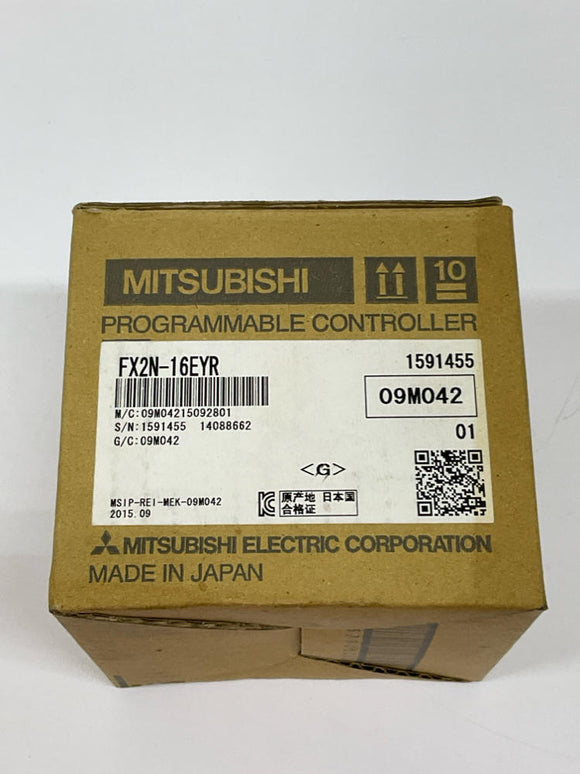 MITSUBISHI
10
PROGRAMMABLE CONTROLLER
FX2N-16EYR 1591455
09M042
M/C:09M04215092801
S/N:1591455 14088662
G/C:09M042
01
<G>
MSIP-REI-MEK-09M042
2015.09
原产地 日本国
合格证
MITSUBISHI ELECTRIC CORPORATION
MADE IN JAPAN